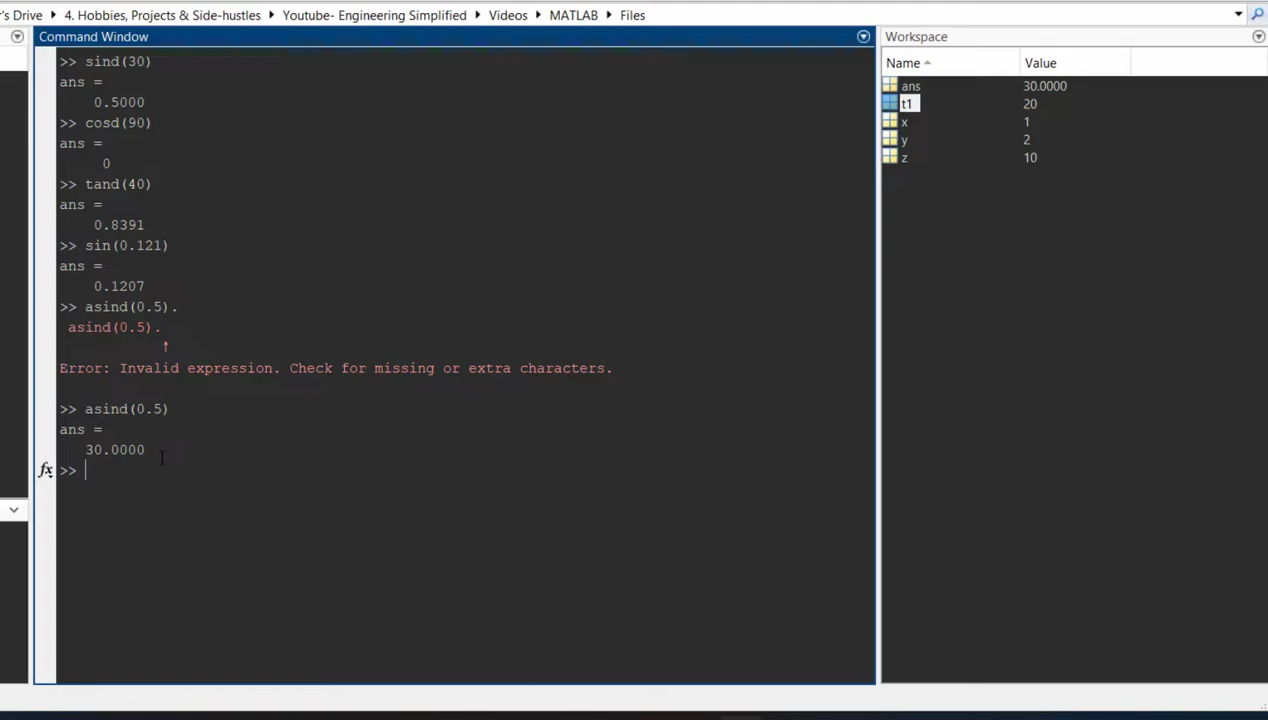 's Drive ▸ 4. Hobbies, Projects & Side-hustles ▸ Youtube- Engineering Simplified ▸ Videos ▸ MATLAB ▸ Files
Command Window
>> sind(30)
ans =
0.5000
>> cosd(90)
ans =
0
>> tand(40)
ans =
0.8391
>> sin(0.121)
ans =
0.1207
>> asind(0.5).
asind(0.5).
↑
Error: Invalid expression. Check for missing or extra characters.
>> asind(0.5)
ans =
30.0000
fx >>
Workspace
Name Value
ans 30.0000
t1 20
x 1
y 2
z 10